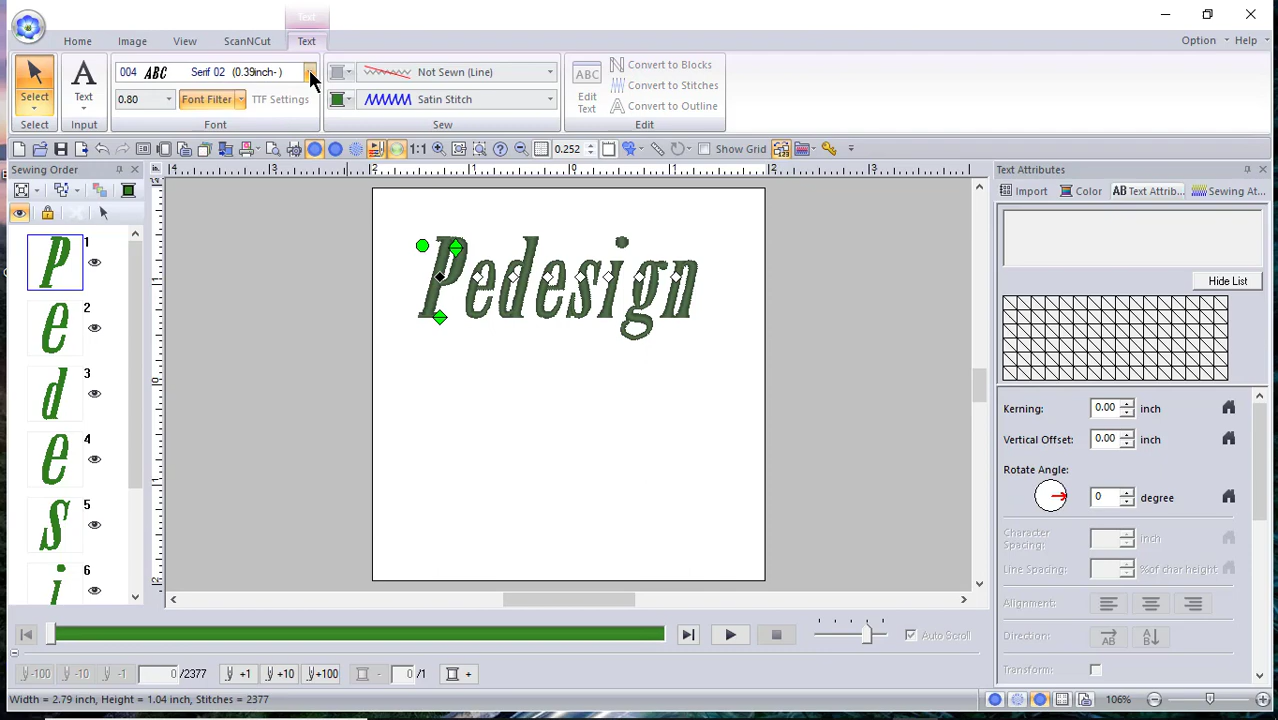 Text
Home Image View ScanNCut Text Option Help
Select Text 004 ABC Serif 02 (0.39inch- ) Not Sewn (Line) ABC Edit Text Convert to Blocks
0.80 Font Filter TTF Settings Satin Stitch Convert to Stitches
Convert to Outline
Select Input Font Sew Edit
1:1 0.252 Show Grid
Sewing Order
Text Attributes
Import Color AB Text Attrib... Sewing At...
Hide List
Pedesign
P 1
e 2
d 3
e 4
s 5
i 6
Kerning: 0.00 inch
Vertical Offset: 0.00 inch
Rotate Angle:
0 degree
Character Spacing: inch
Line Spacing: % of char height
Alignment:
Direction: AB AB
Transform:
Auto Scroll
-100 -10 -1 0 /2377 +1 +10 +100 - 0 /1 +
Width = 2.79 inch, Height = 1.04 inch, Stitches = 2377
106%